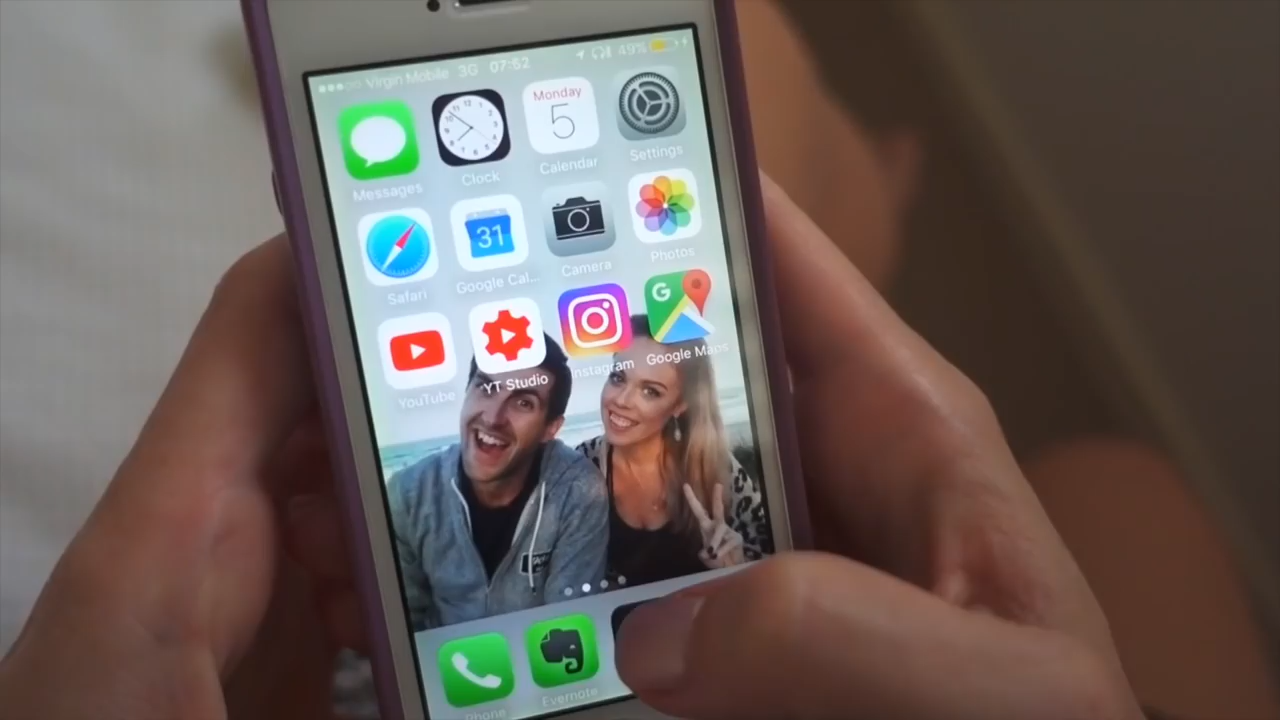 Virgin Mobile 3G 07:52 49%
Monday
5
Messages Clock Calendar Settings
31
Safari Google Cal... Camera Photos
G
YouTube YT Studio Instagram Google Maps
Phone Evernote